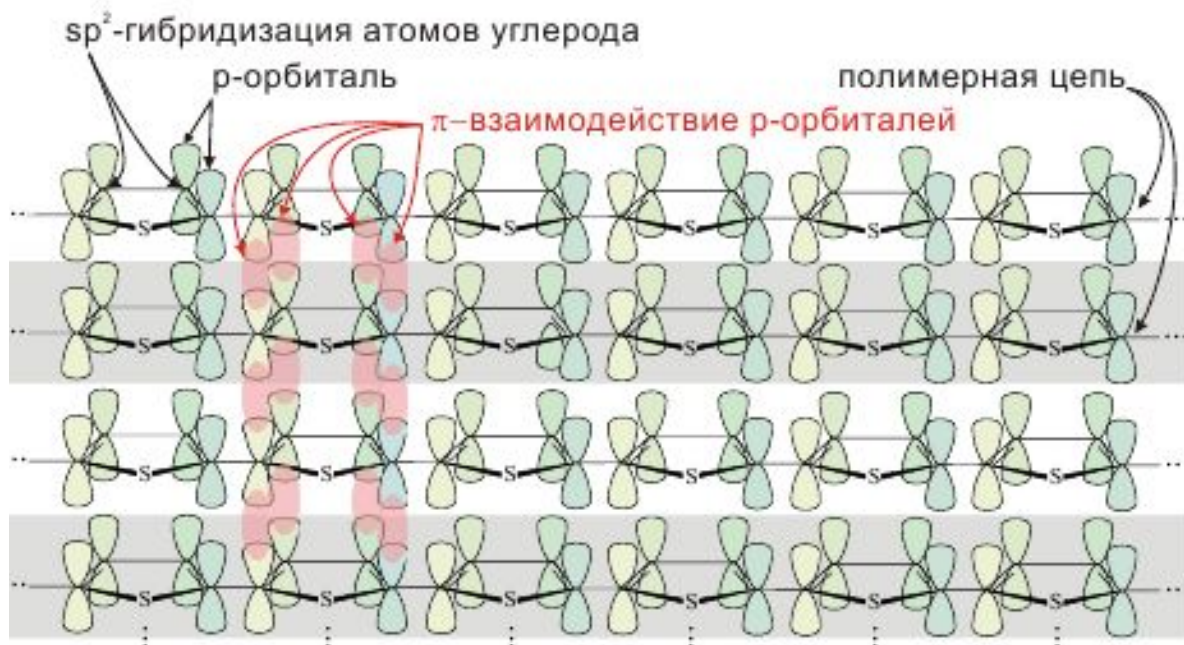 sp²-гибридизация атомов углерода
p-орбиталь
полимерная цепь
π-взаимодействие p-орбиталей
S S S S S S
S S S S S S
S S S S S S
S S S S S S